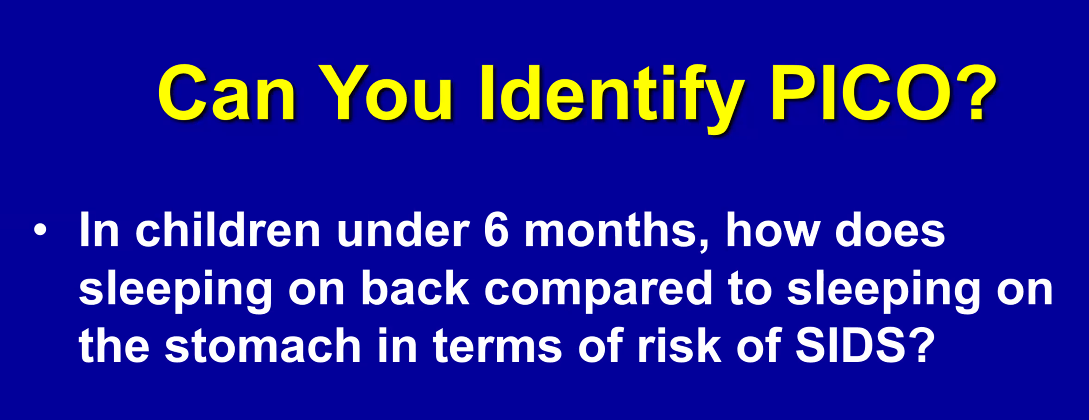 Can You Identify PICO?
• In children under 6 months, how does
sleeping on back compared to sleeping on
the stomach in terms of risk of SIDS?